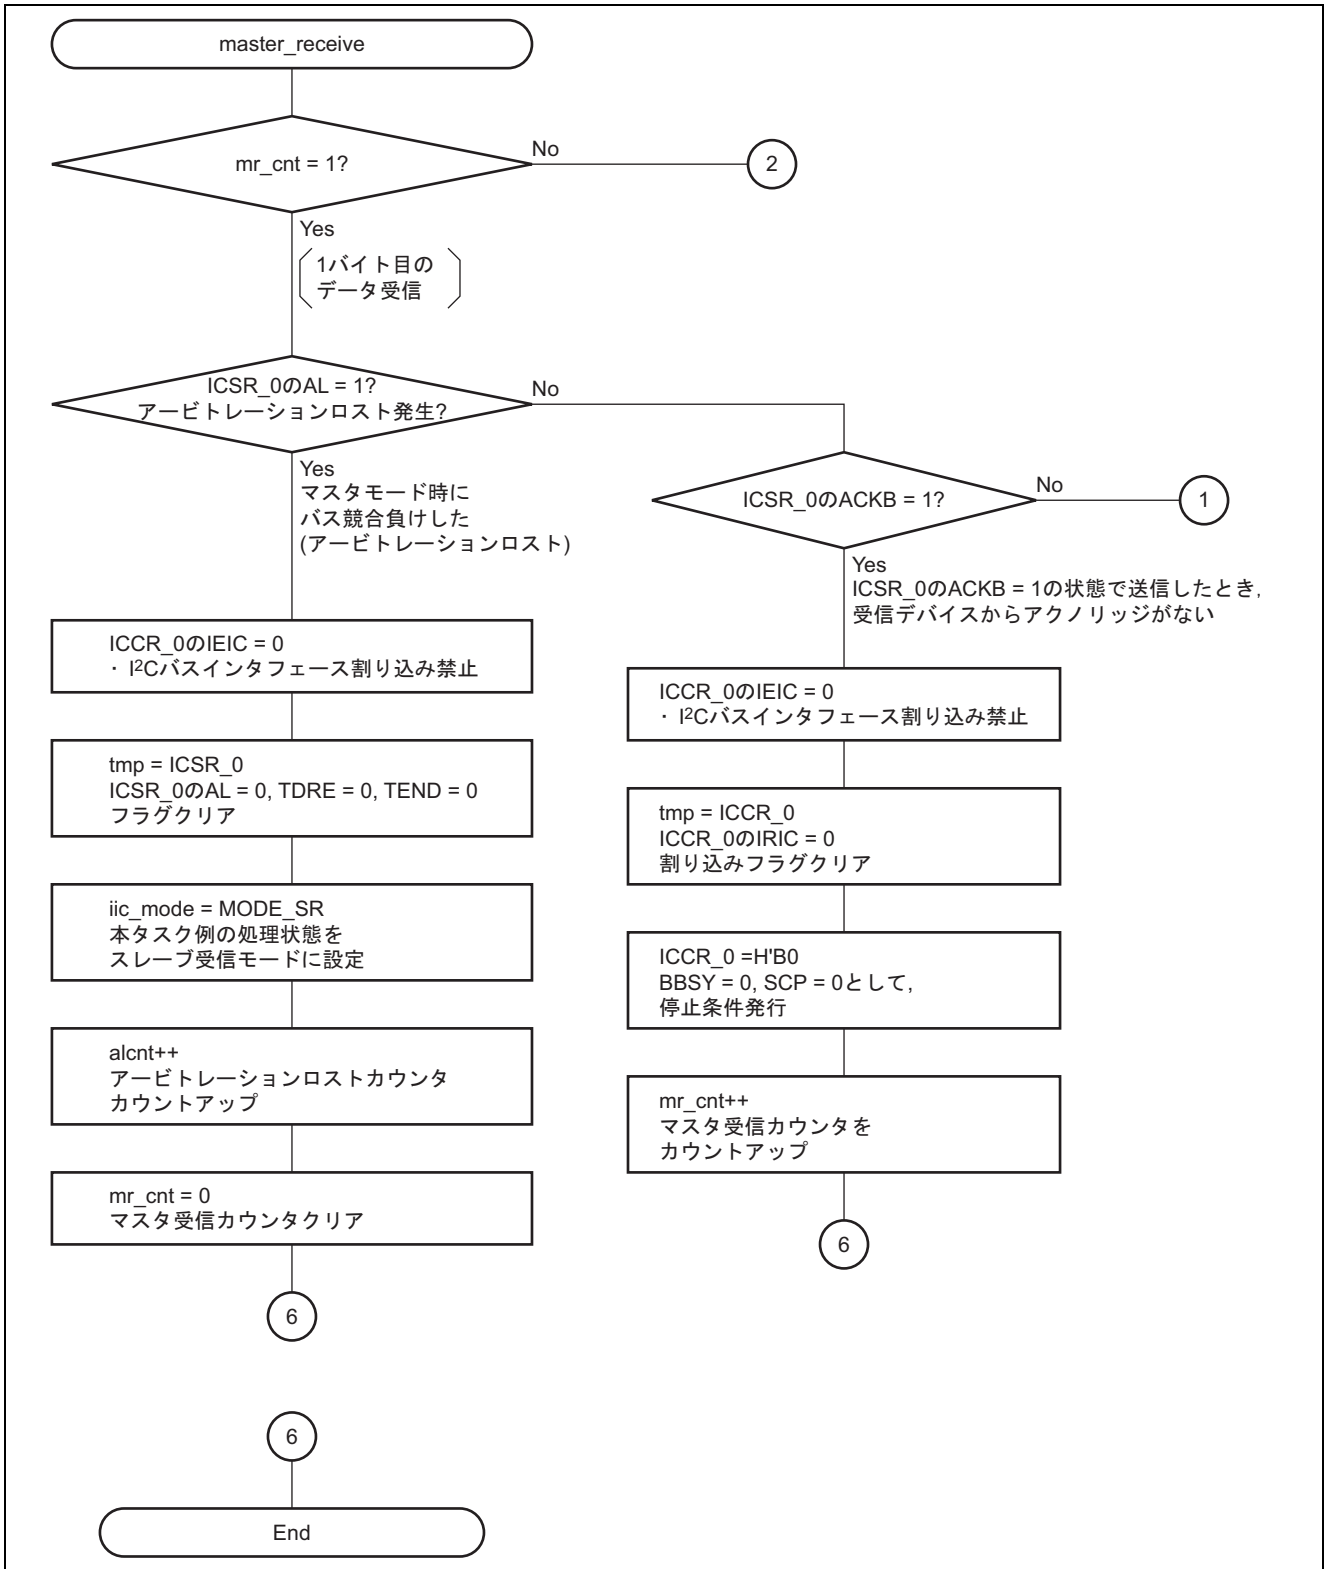 master_receive
mr_cnt = 1?
No
2
Yes
1バイト目の
データ受信
ICSR_0のAL = 1?
アービトレーションロスト発生?
No
Yes
マスタモード時に
バス競合負けした
(アービトレーションロスト)
ICCR_0のIEIC = 0
・I²Cバスインタフェース割り込み禁止
tmp = ICSR_0
ICSR_0のAL = 0, TDRE = 0, TEND = 0
フラグクリア
iic_mode = MODE_SR
本タスク例の処理状態を
スレーブ受信モードに設定
alcnt++
アービトレーションロストカウンタ
カウントアップ
mr_cnt = 0
マスタ受信カウンタクリア
6
ICSR_0のACKB = 1?
No
1
Yes
ICSR_0のACKB = 1の状態で送信したとき,
受信デバイスからアクノリッジがない
ICCR_0のIEIC = 0
・I²Cバスインタフェース割り込み禁止
tmp = ICCR_0
ICCR_0のIRIC = 0
割り込みフラグクリア
ICCR_0 =H'B0
BBSY = 0, SCP = 0として,
停止条件発行
mr_cnt++
マスタ受信カウンタを
カウントアップ
6
6
End